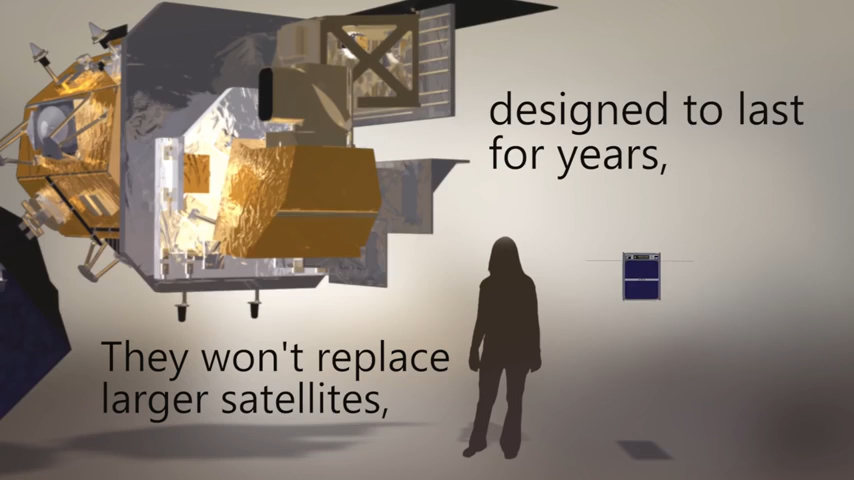 They won't replace
larger satellites,
designed to last
for years,